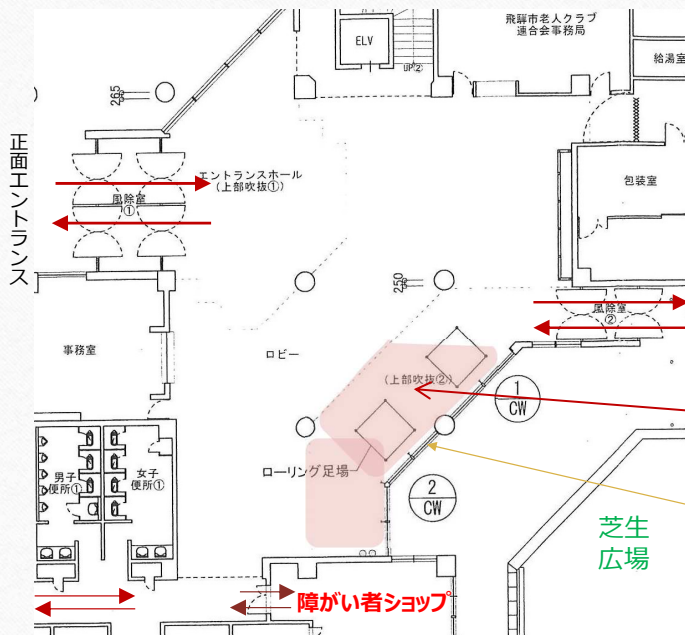 飛騨市老人クラブ
連合会事務局
ELV
UP②
給湯室
265
正面エントランス
エントランスホール
(上部吹抜①)
風除室
①
包装室
250
風除室
②
事務室
ロビー
(上部吹抜②)
1
CW
ローリング足場
男子
便所①
女子
便所①
2
CW
芝生
広場
障がい者ショップ